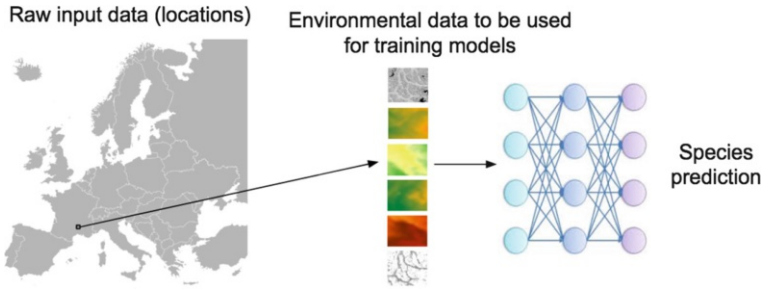 Raw input data (locations)
Environmental data to be used
for training models
Species
prediction